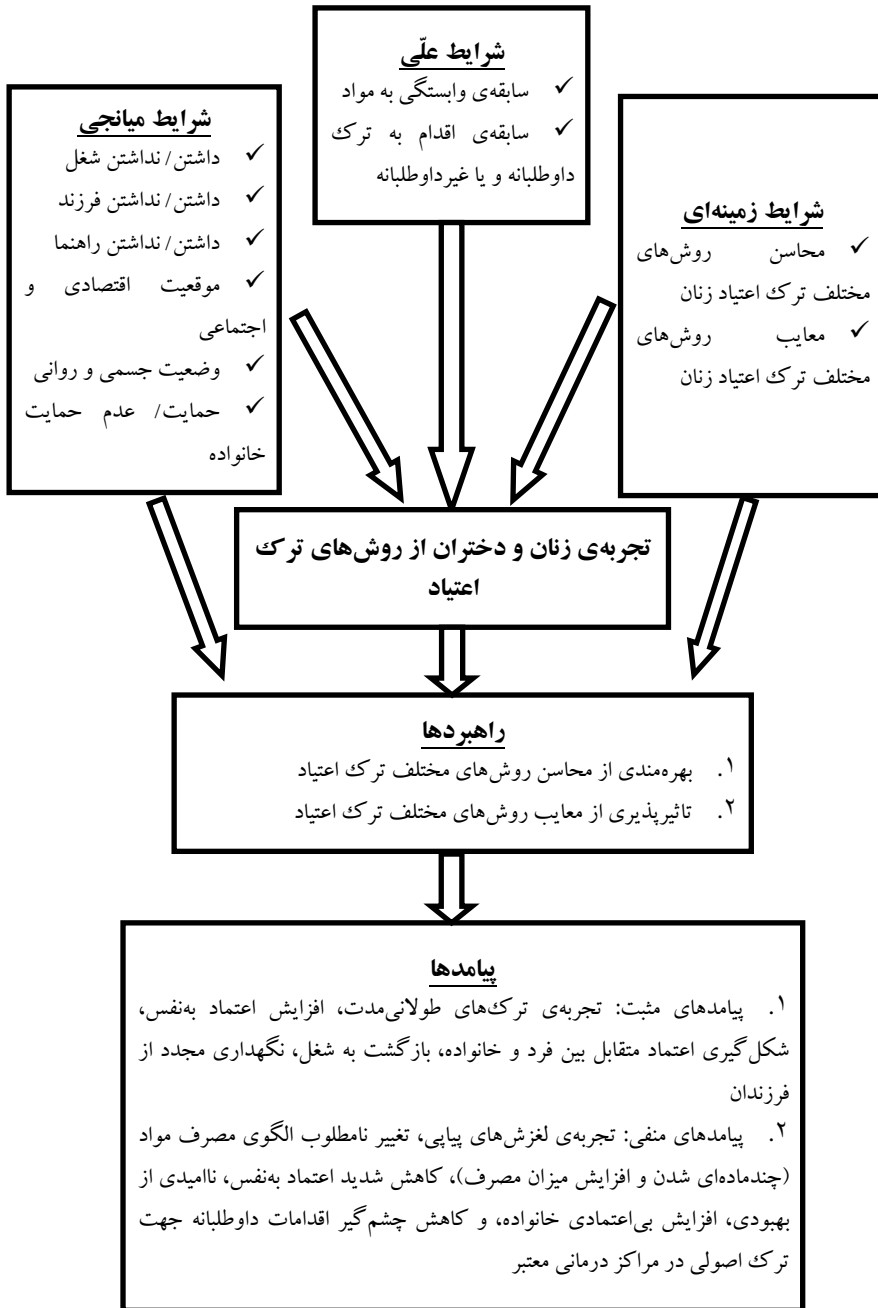 شرایط علّی
✓ سابقه‌ی وابستگی به مواد
✓ سابقه‌ی اقدام به ترک
داوطلبانه و یا غیرداوطلبانه
شرایط زمینه‌ای
✓ محاسن روش‌های
مختلف ترک اعتیاد زنان
✓ معایب روش‌های
مختلف ترک اعتیاد زنان
شرایط میانجی
✓ داشتن/ نداشتن شغل
✓ داشتن/ نداشتن فرزند
✓ داشتن/ نداشتن راهنما
✓ موقعیت اقتصادی و
اجتماعی
✓ وضعیت جسمی و روانی
✓ حمایت/ عدم حمایت
خانواده
تجربه‌ی زنان و دختران از روش‌های ترک
اعتیاد
راهبردها
۱. بهره‌مندی از محاسن روش‌های مختلف ترک اعتیاد
۲. تاثیرپذیری از معایب روش‌های مختلف ترک اعتیاد
پیامدها
۱. پیامدهای مثبت: تجربه‌ی ترک‌های طولانی‌مدت، افزایش اعتماد به‌نفس،
شکل‌گیری اعتماد متقابل بین فرد و خانواده، بازگشت به شغل، نگهداری مجدد از
فرزندان
۲. پیامدهای منفی: تجربه‌ی لغزش‌های پیاپی، تغییر نامطلوب الگوی مصرف مواد
(چندماده‌ای شدن و افزایش میزان مصرف)، کاهش شدید اعتماد به‌نفس، ناامیدی از
بهبودی، افزایش بی‌اعتمادی خانواده، و کاهش چشم‌گیر اقدامات داوطلبانه جهت
ترک اصولی در مراکز درمانی معتبر